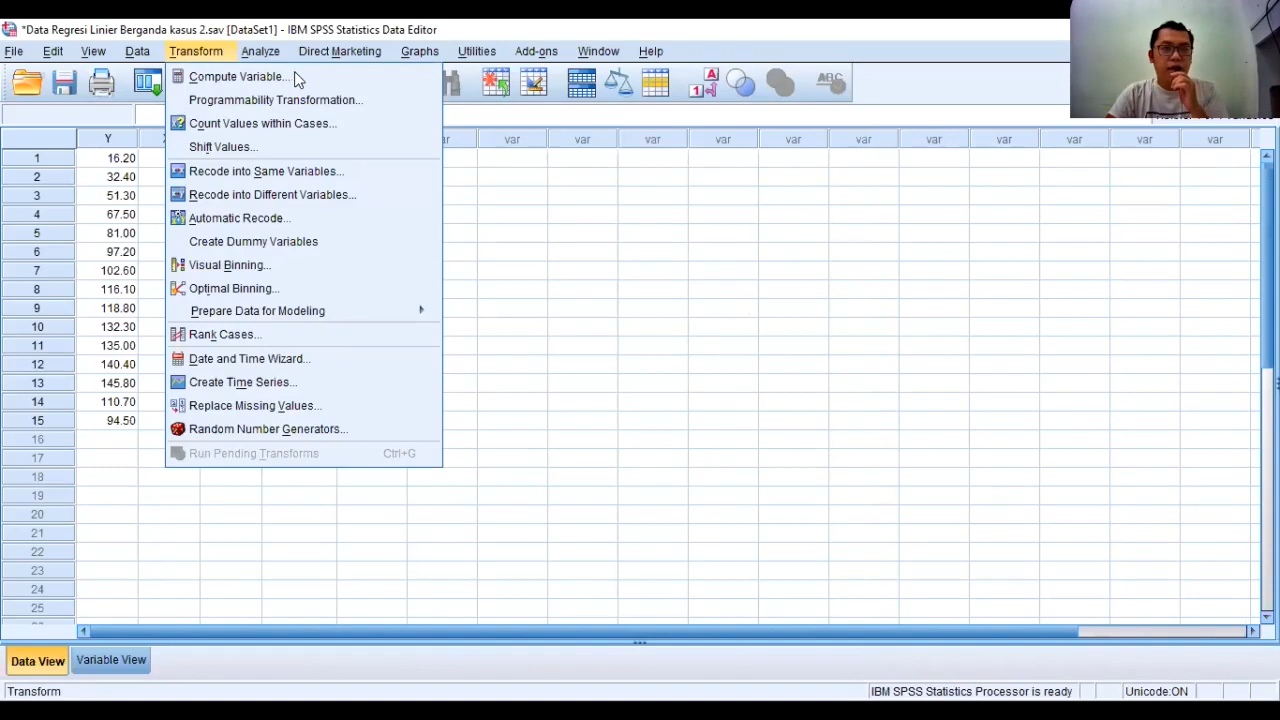 *Data Regresi Linier Berganda kasus 2.sav [DataSet1] - IBM SPSS Statistics Data Editor
File Edit View Data Transform Analyze Direct Marketing Graphs Utilities Add-ons Window Help
Compute Variable...
Programmability Transformation...
Count Values within Cases...
Shift Values...
Recode into Same Variables...
Recode into Different Variables...
Automatic Recode...
Create Dummy Variables
Visual Binning...
Optimal Binning...
Prepare Data for Modeling
Rank Cases...
Date and Time Wizard...
Create Time Series...
Replace Missing Values...
Random Number Generators...
Run Pending Transforms Ctrl+G
Y var var var var var var var var var var var
1 16.20
2 32.40
3 51.30
4 67.50
5 81.00
6 97.20
7 102.60
8 116.10
9 118.80
10 132.30
11 135.00
12 140.40
13 145.80
14 110.70
15 94.50
16
17
18
19
20
21
22
23
24
25
Data View Variable View
Transform IBM SPSS Statistics Processor is ready Unicode:ON